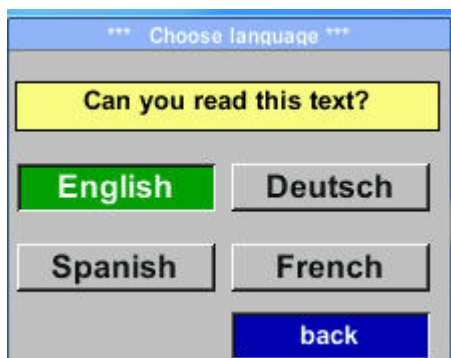 *** Choose language ***
Can you read this text?
English Deutsch
Spanish French
back